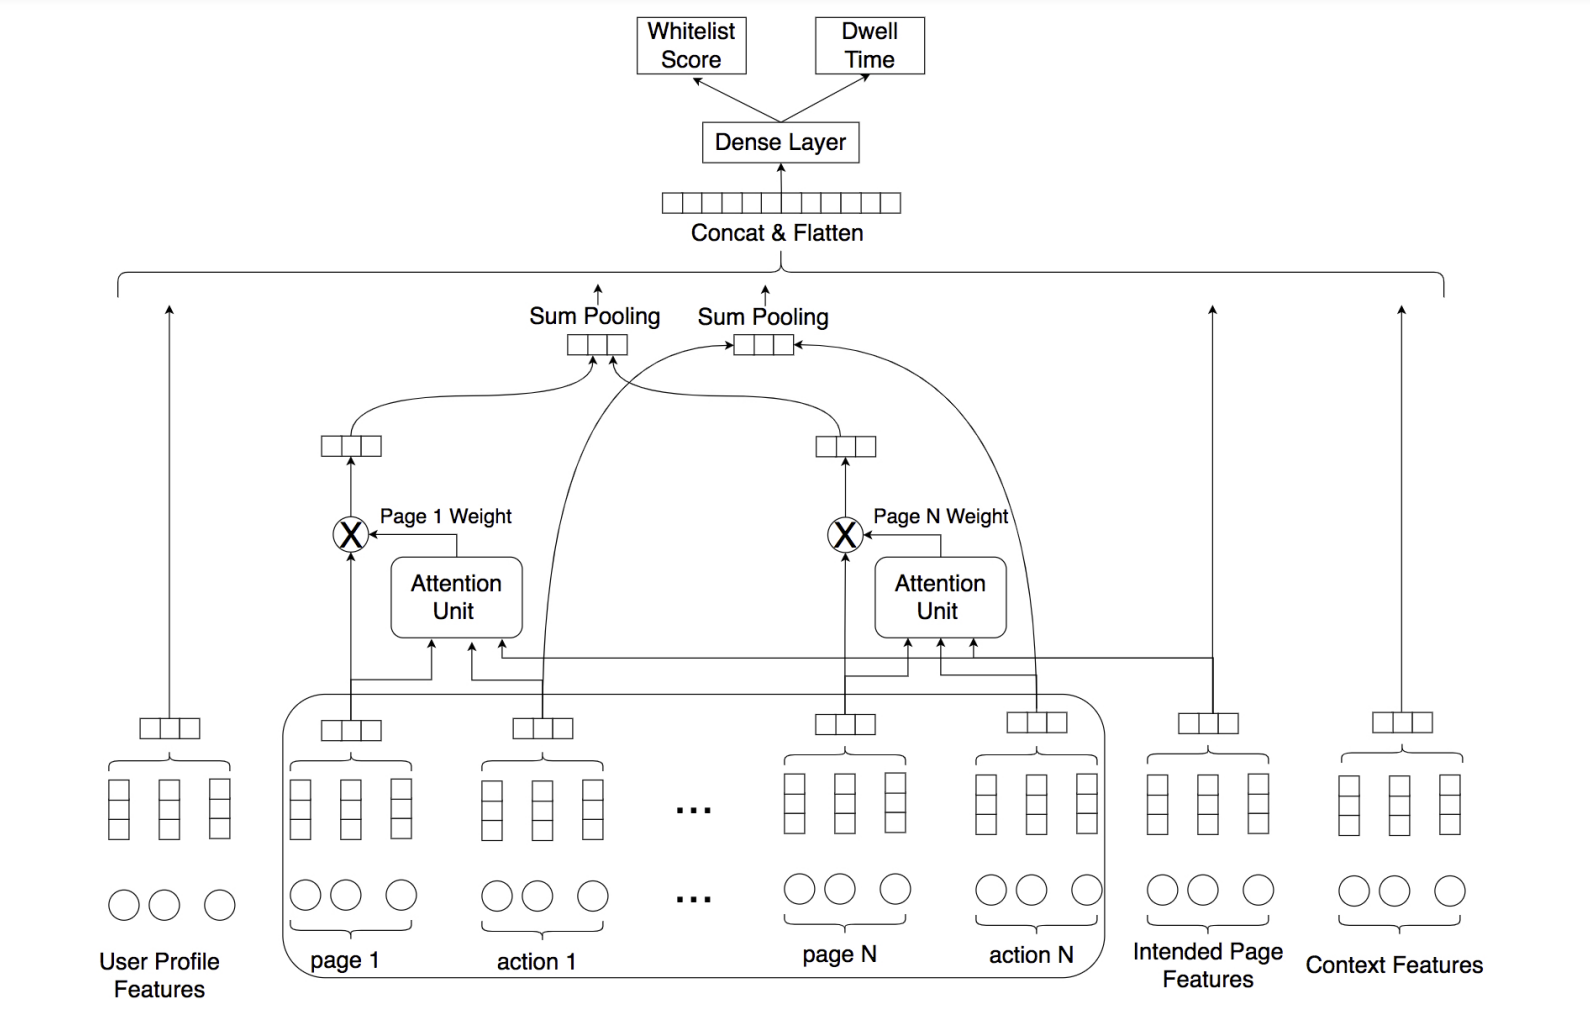 Whitelist
Score
Dwell
Time
Dense Layer
Concat & Flatten
Sum Pooling
Sum Pooling
Page 1 Weight
Page N Weight
X
X
Attention
Unit
Attention
Unit
...
...
User Profile
Features
page 1
action 1
page N
action N
Intended Page
Features
Context Features